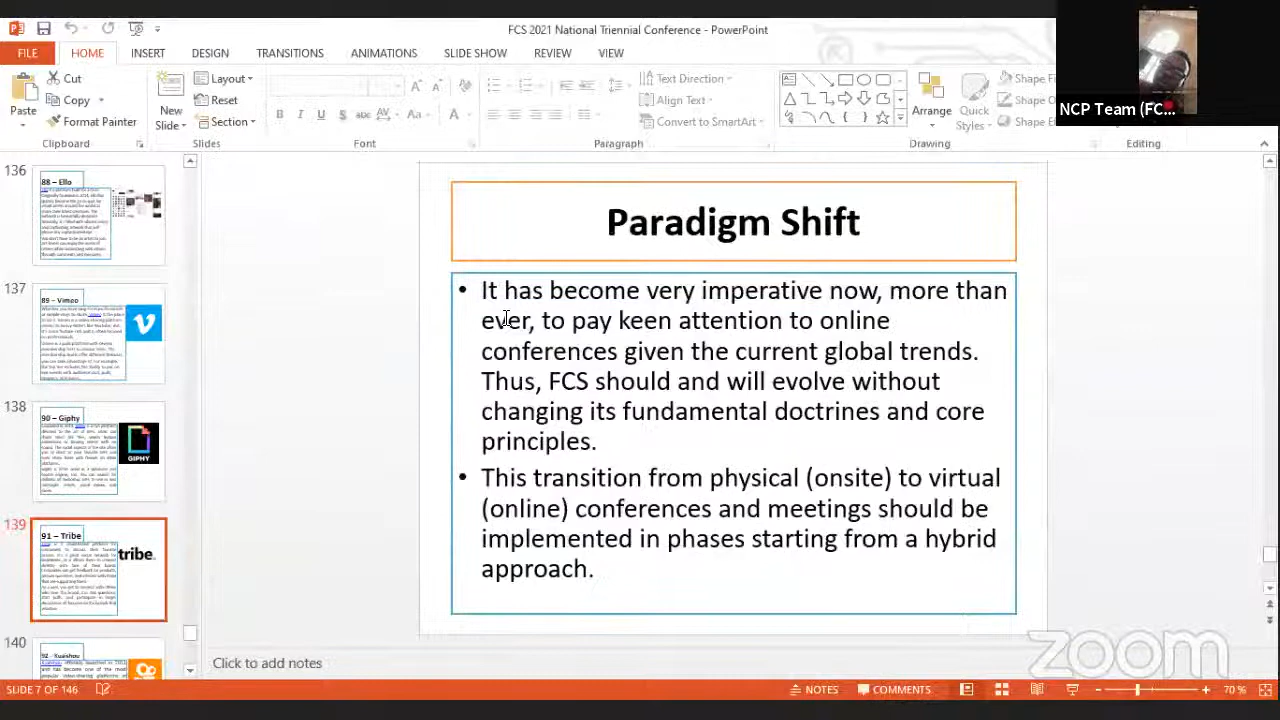 FCS 2021 National Triennial Conference - PowerPoint
FILE HOME INSERT DESIGN TRANSITIONS ANIMATIONS SLIDE SHOW REVIEW VIEW
NCP Team (FC...
Paste
Cut
Copy
Format Painter
Clipboard
New Slide
Layout
Reset
Section
Slides
Font
Text Direction
Align Text
Convert to SmartArt
Paragraph
Arrange
Quick Styles
Shape
Shape
Shape
Drawing
Editing
136
88 – Ello
137
89 – Vimeo
138
90 – Giphy
GIPHY
139
91 – Tribe
tribe.
140
92 – Kuaishou
Paradigm Shift
• It has become very imperative now, more than
ever, to pay keen attention to online
conferences given the current global trends.
Thus, FCS should and will evolve without
changing its fundamental doctrines and core
principles.
• This transition from physical (onsite) to virtual
(online) conferences and meetings should be
implemented in phases starting from a hybrid
approach.
Click to add notes
zoom
SLIDE 7 OF 146
NOTES COMMENTS
70 %